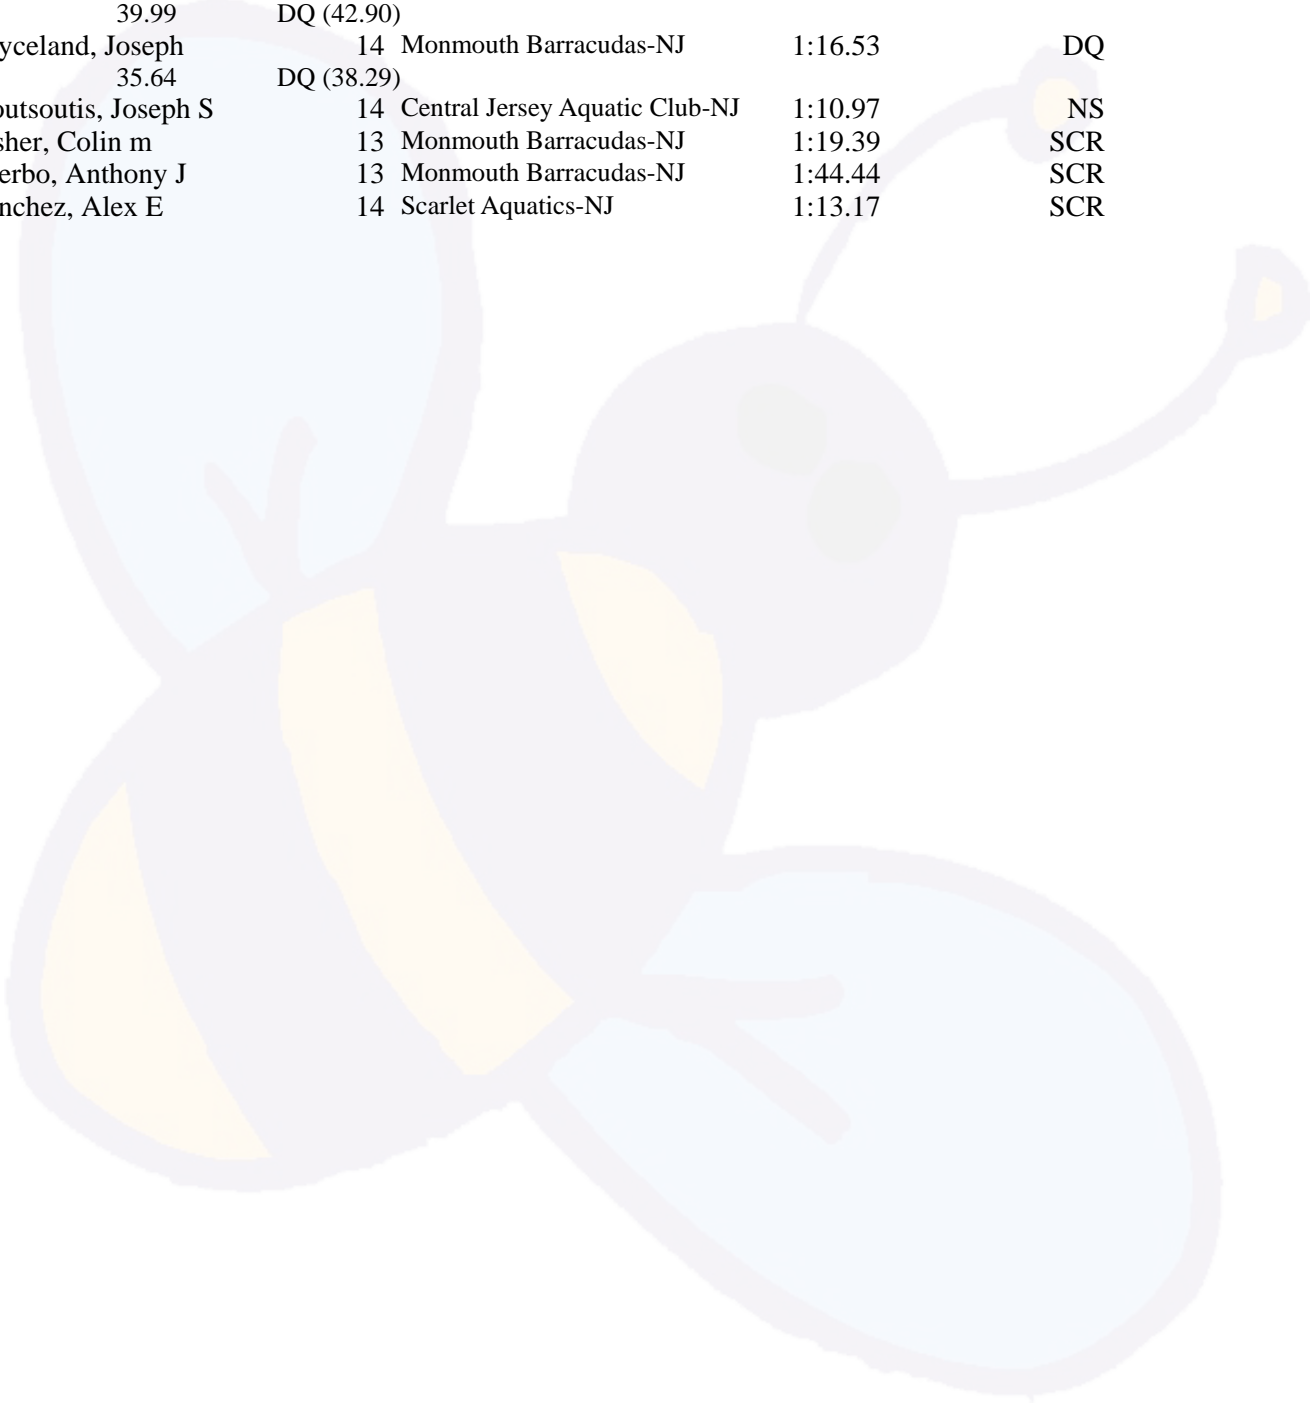 39.99 DQ (42.90)
yceland, Joseph 14 Monmouth Barracudas-NJ 1:16.53 DQ
35.64 DQ (38.29)
outsoutis, Joseph S 14 Central Jersey Aquatic Club-NJ 1:10.97 NS
sher, Colin m 13 Monmouth Barracudas-NJ 1:19.39 SCR
erbo, Anthony J 13 Monmouth Barracudas-NJ 1:44.44 SCR
nchez, Alex E 14 Scarlet Aquatics-NJ 1:13.17 SCR